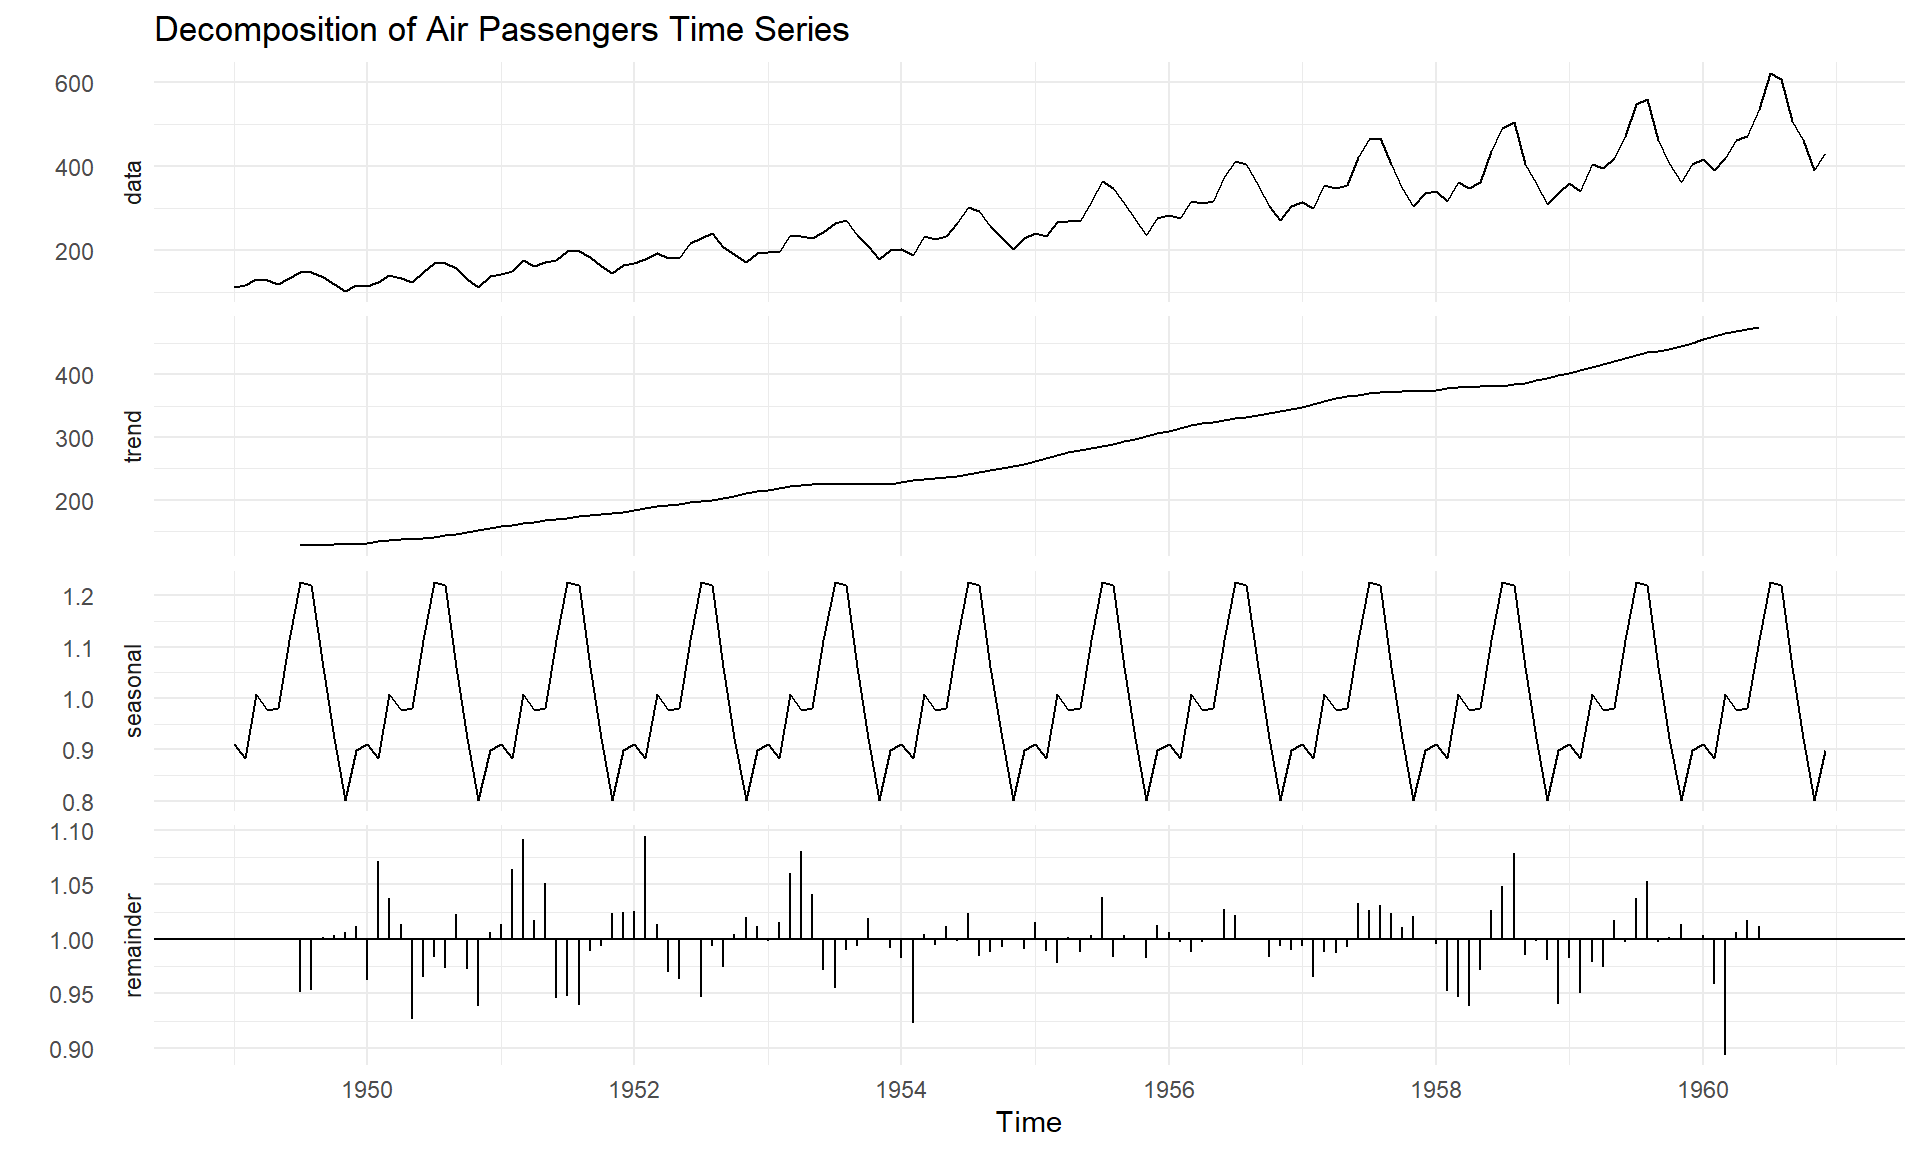 Decomposition of Air Passengers Time Series
600
400
200
data
400
300
200
trend
1.2
1.1
1.0
0.9
0.8
seasonal
1.10
1.05
1.00
0.95
0.90
remainder
1950 1952 1954 1956 1958 1960
Time